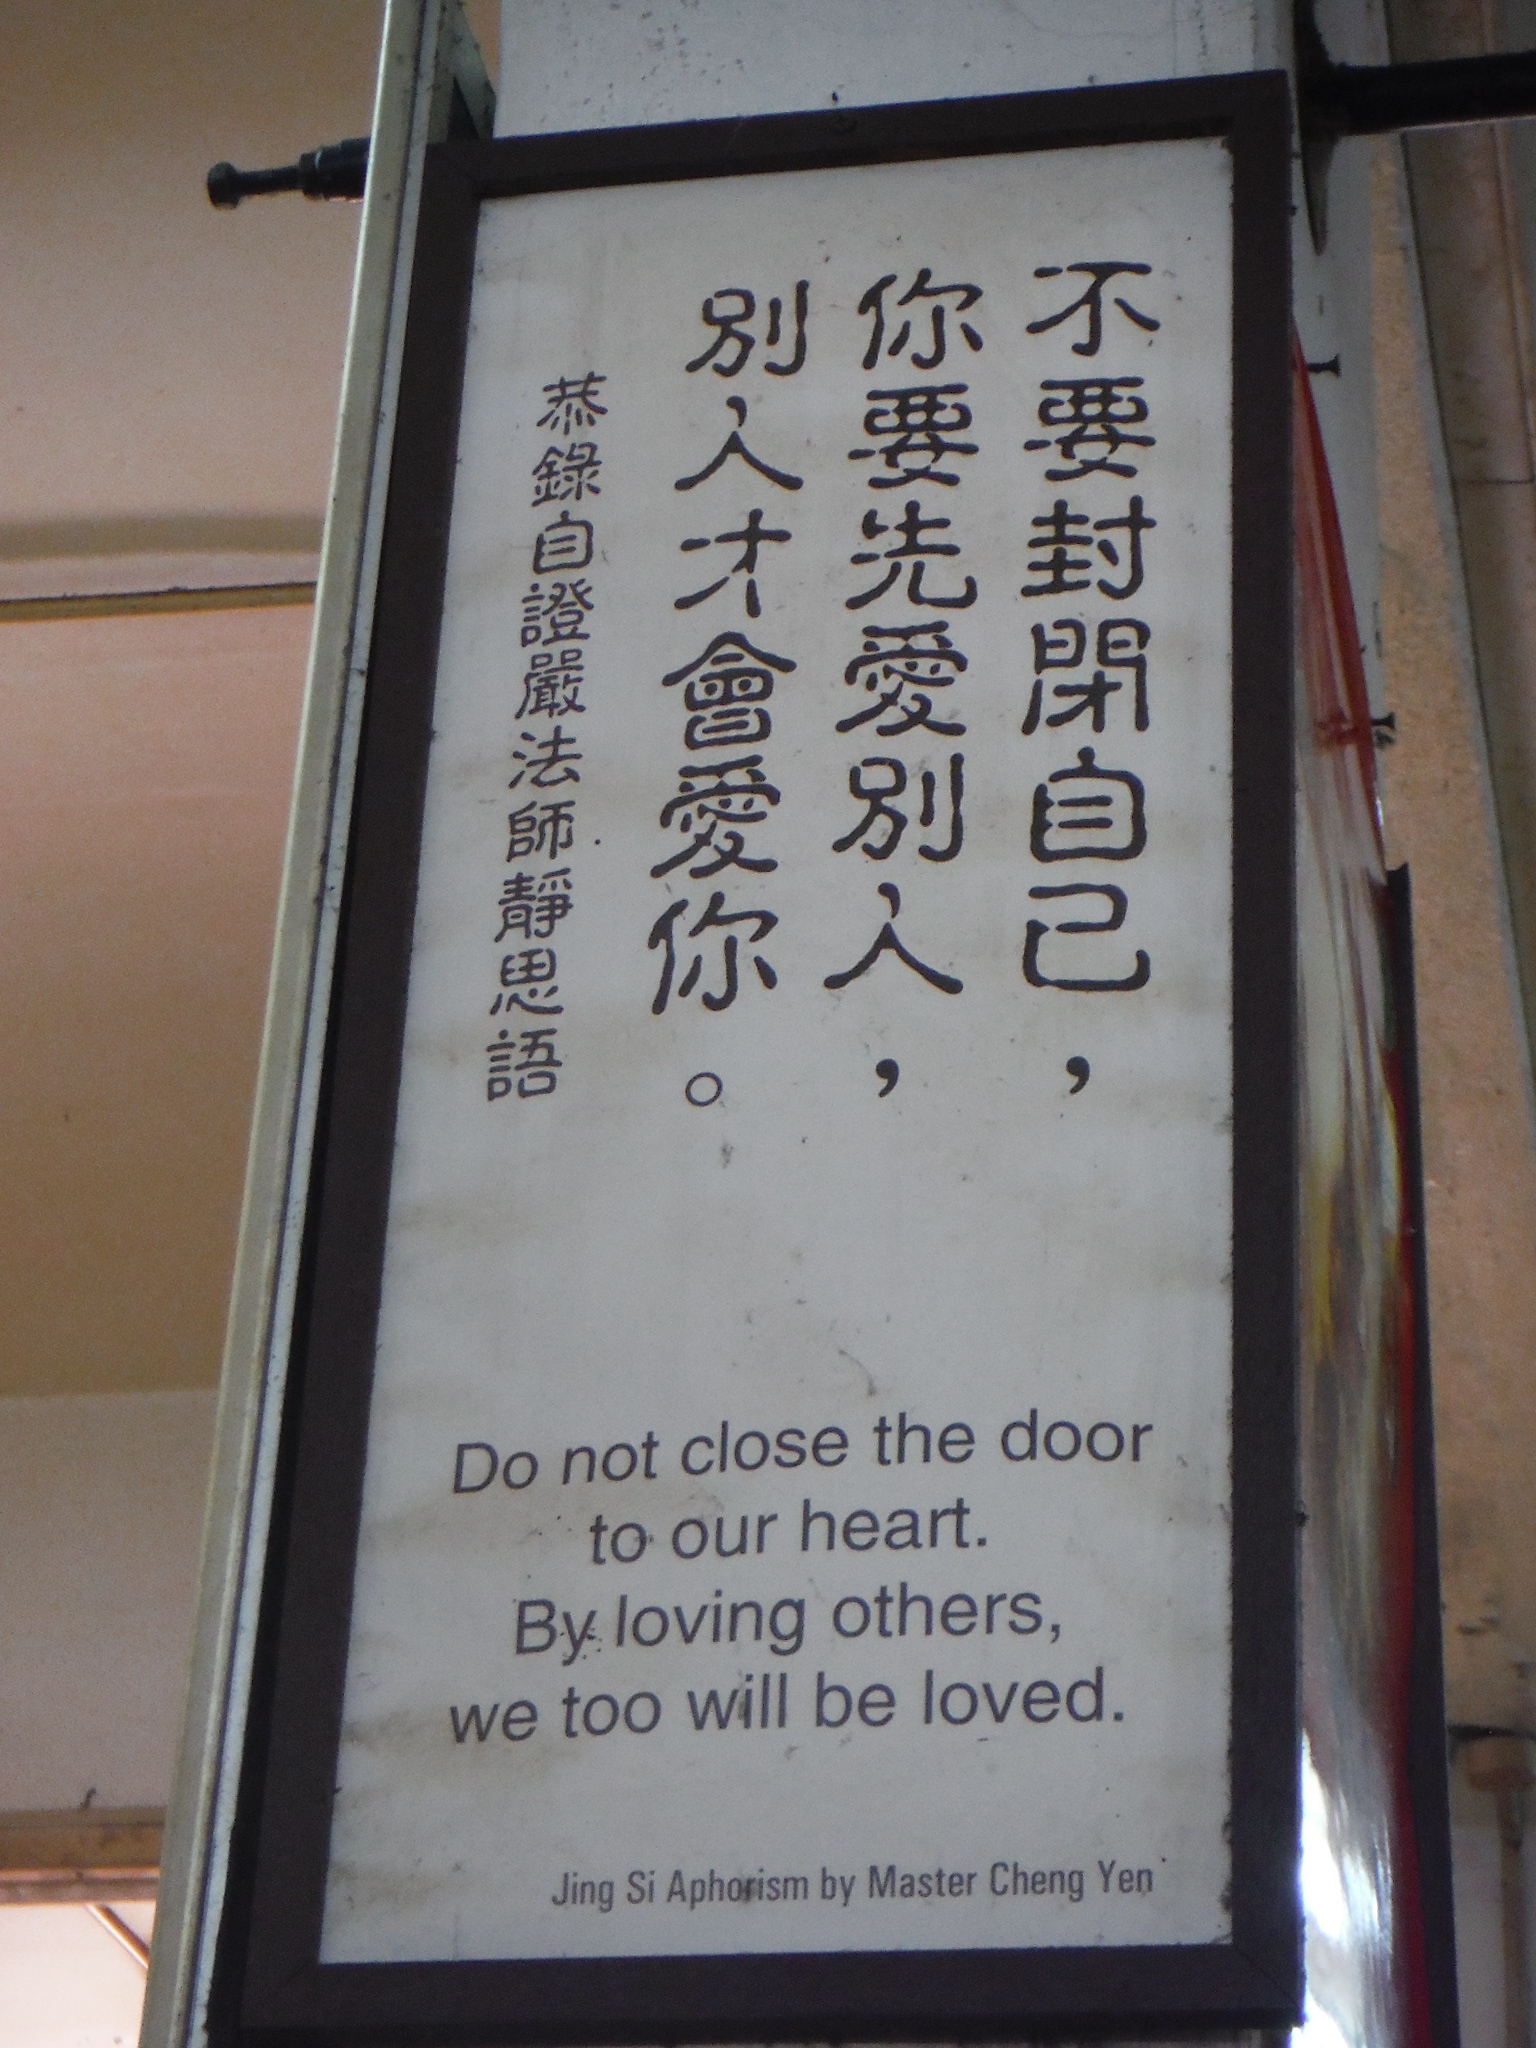 不要封閉自己，
你要先愛別人，
別人才會愛你。
恭錄自證嚴法師靜思語
Do not close the door
to our heart.
By loving others,
we too will be loved.
Jing Si Aphorism by Master Cheng Yen